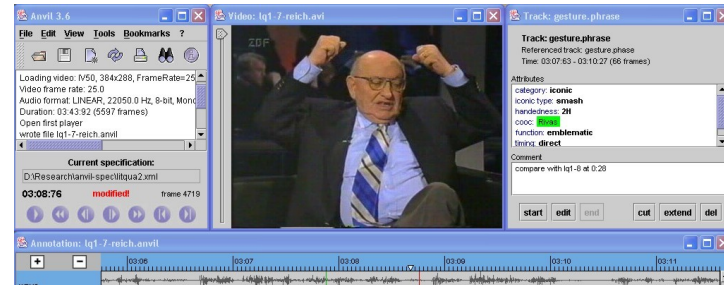 Anvil 3.6
File Edit View Tools Bookmarks ?
Loading video: IV50, 384x288, FrameRate=25
Video frame rate: 25.0
Audio format: LINEAR, 22050.0 Hz, 8-bit, Mono
Duration: 03:43:92 (5597 frames)
Open first player
wrote file lq1-7-reich.anvil
Current specification:
D:\Research\anvil-spec\litqua2.xml
03:08:76 modified! frame 4719
Video: lq1-7-reich.avi
ZDF
Track: gesture.phrase
Track: gesture.phrase
Referenced track: gesture.phase
Time: 03:07:63 - 03:10:27 (66 frames)
Attributes
category: iconic
iconic type: smash
handedness: 2H
cooc: Rivas
function: emblematic
timing: direct
Comment
compare with lq1-8 at 0:28
start edit end cut extend del
Annotation: lq1-7-reich.anvil
+ -
03:06 03:07 03:08 03:09 03:10 03:11